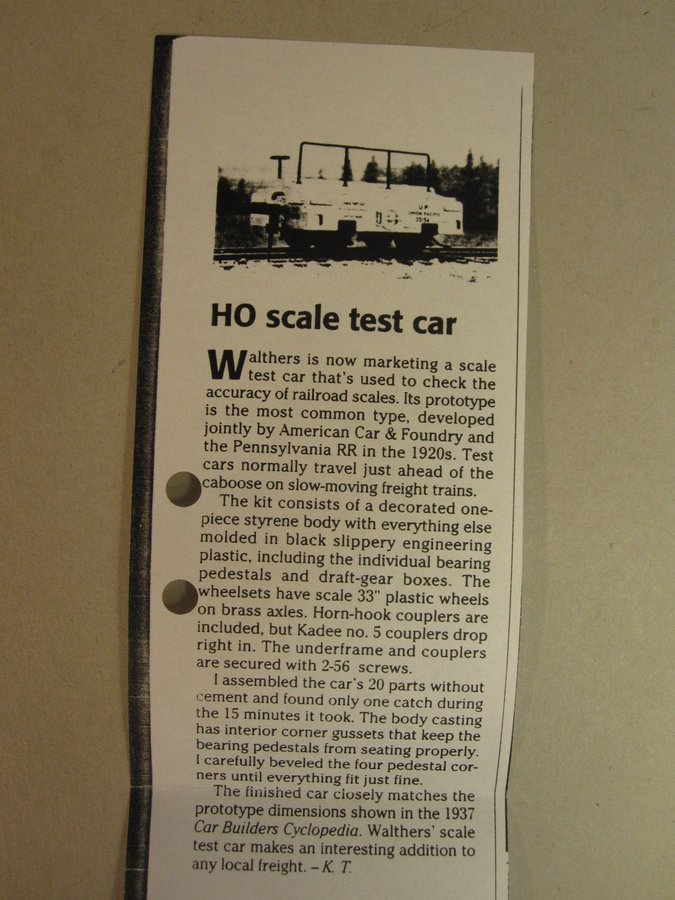 U P
UNION PACIFIC
HO scale test car
Walthers is now marketing a scale
test car that's used to check the
accuracy of railroad scales. Its prototype
is the most common type, developed
jointly by American Car & Foundry and
the Pennsylvania RR in the 1920s. Test
cars normally travel just ahead of the
caboose on slow-moving freight trains.
The kit consists of a decorated one-
piece styrene body with everything else
molded in black slippery engineering
plastic, including the individual bearing
pedestals and draft-gear boxes. The
wheelsets have scale 33" plastic wheels
on brass axles. Horn-hook couplers are
included, but Kadee no. 5 couplers drop
right in. The underframe and couplers
are secured with 2-56 screws.
I assembled the car's 20 parts without
cement and found only one catch during
the 15 minutes it took. The body casting
has interior corner gussets that keep the
bearing pedestals from seating properly.
I carefully beveled the four pedestal cor-
ners until everything fit just fine.
The finished car closely matches the
prototype dimensions shown in the 1937
Car Builders Cyclopedia. Walthers' scale
test car makes an interesting addition to
any local freight. – K. T.